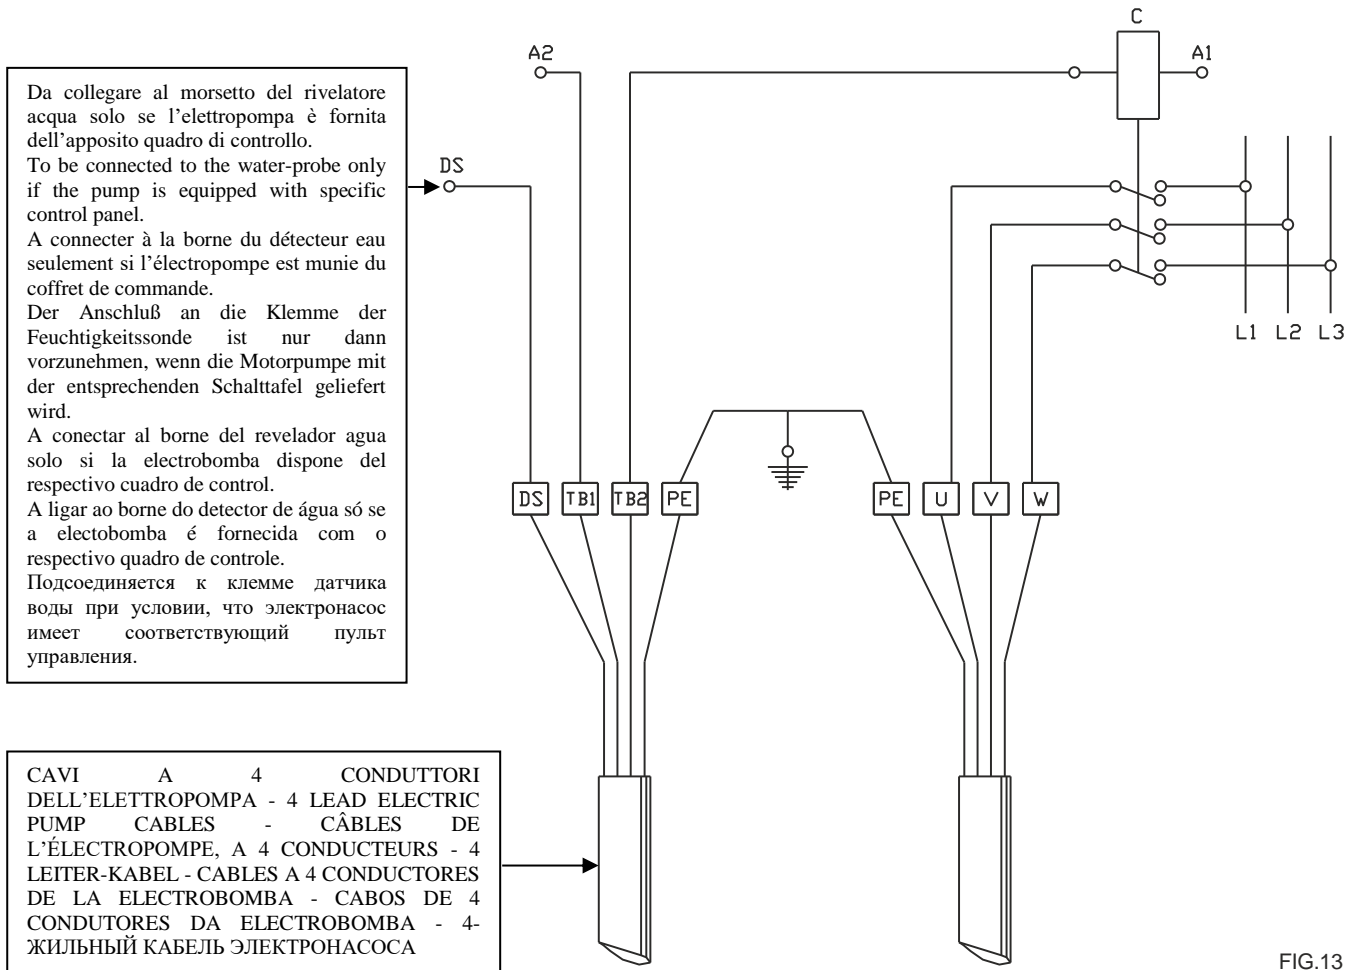 C
A2
A1
Da collegare al morsetto del rivelatore
acqua solo se l’elettropompa è fornita
dell’apposito quadro di controllo.
To be connected to the water-probe only
if the pump is equipped with specific
control panel.
A connecter à la borne du détecteur eau
seulement si l’électropompe est munie du
coffret de commande.
Der Anschluß an die Klemme der
Feuchtigkeitssonde ist nur dann
vorzunehmen, wenn die Motorpumpe mit
der entsprechenden Schalttafel geliefert
wird.
A conectar al borne del revelador agua
solo si la electrobomba dispone del
respectivo cuadro de control.
A ligar ao borne do detector de água só se
a electobomba é fornecida com o
respectivo quadro de controle.
Подсоединяется к клемме датчика
воды при условии, что электронасос
имеет соответствующий пульт
управления.
DS
L1 L2 L3
DS TB1 TB2 PE PE U V W
CAVI A 4 CONDUTTORI
DELL’ELETTROPOMPA - 4 LEAD ELECTRIC
PUMP CABLES - CÂBLES DE
L’ÉLECTROPOMPE, A 4 CONDUCTEURS - 4
LEITER-KABEL - CABLES A 4 CONDUCTORES
DE LA ELECTROBOMBA - CABOS DE 4
CONDUTORES DA ELECTROBOMBA - 4-
ЖИЛЬНЫЙ КАБЕЛЬ ЭЛЕКТРОНАСОСА
FIG.13